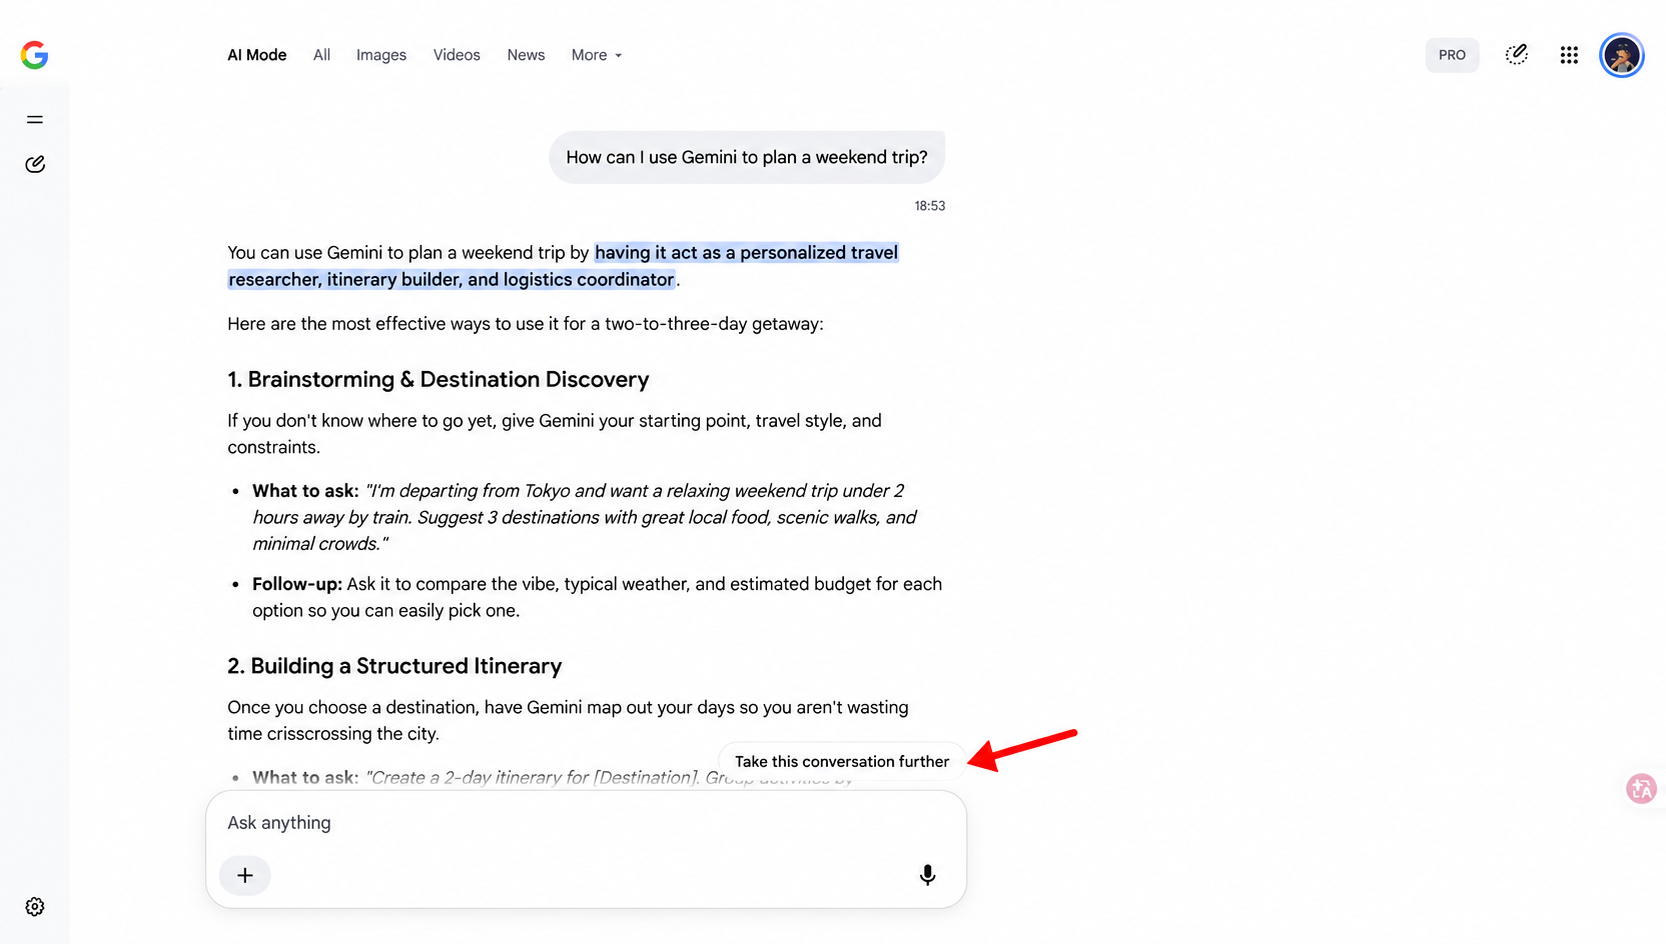 AI Mode All Images Videos News More
PRO
How can I use Gemini to plan a weekend trip?
18:53
You can use Gemini to plan a weekend trip by having it act as a personalized travel
researcher, itinerary builder, and logistics coordinator.
Here are the most effective ways to use it for a two-to-three-day getaway:
1. Brainstorming & Destination Discovery
If you don't know where to go yet, give Gemini your starting point, travel style, and
constraints.
• What to ask: "I'm departing from Tokyo and want a relaxing weekend trip under 2
hours away by train. Suggest 3 destinations with great local food, scenic walks, and
minimal crowds."
• Follow-up: Ask it to compare the vibe, typical weather, and estimated budget for each
option so you can easily pick one.
2. Building a Structured Itinerary
Once you choose a destination, have Gemini map out your days so you aren't wasting
time crisscrossing the city.
Take this conversation further
• What to ask: "Create a 2-day itinerary for [Destination]. Group activities by
Ask anything